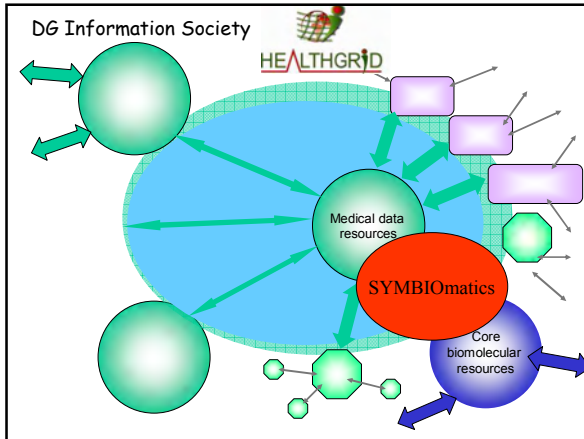 DG Information Society
HEALTHGRID
Medical data
resources
SYMBIOmatics
Core
biomolecular
resources